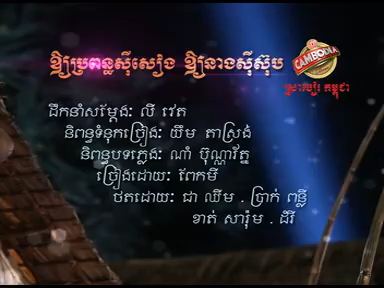 ឱ្យប្រពន្ធស៊ីសៀង ឱ្យនាងស៊ីស៊ុប
CAMBODIA
ស្រាបៀរ កម្ពុជា
ដឹកនាំសម្ដែង: លី វេត
និពន្ធទំនុកច្រៀង: យឹម តាស្រង់
និពន្ធបទភ្លេង: ណាំ ប៊ុណ្ណារ័ត្ន
ច្រៀងដោយ: ពែកមី
ថតដោយ: ជា ឈឹម . ប្រាក់ ពន្លឺ
ខាត់ សារ៉ុម . ដីរី